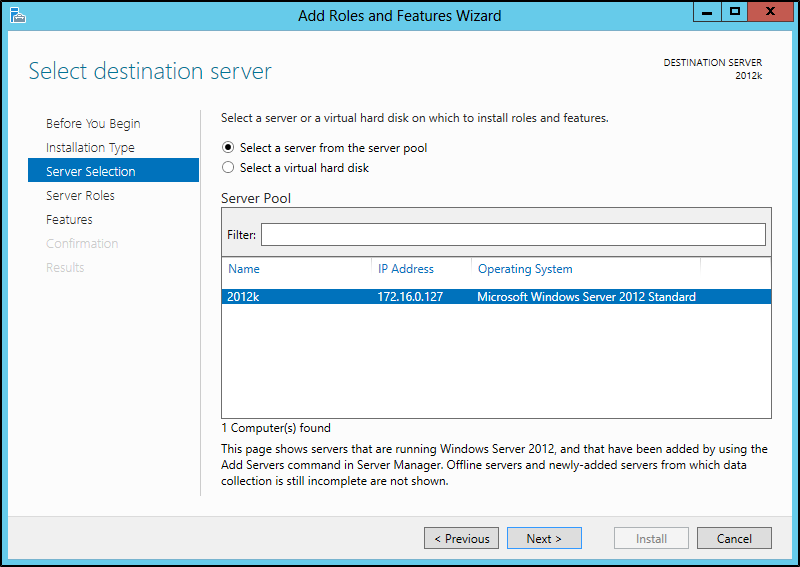 Add Roles and Features Wizard
Select destination server
DESTINATION SERVER
2012k
Before You Begin
Installation Type
Server Selection
Server Roles
Features
Confirmation
Results
Select a server or a virtual hard disk on which to install roles and features.
Select a server from the server pool
Select a virtual hard disk
Server Pool
Filter:
Name IP Address Operating System
2012k 172.16.0.127 Microsoft Windows Server 2012 Standard
1 Computer(s) found
This page shows servers that are running Windows Server 2012, and that have been added by using the
Add Servers command in Server Manager. Offline servers and newly-added servers from which data
collection is still incomplete are not shown.
< Previous Next > Install Cancel